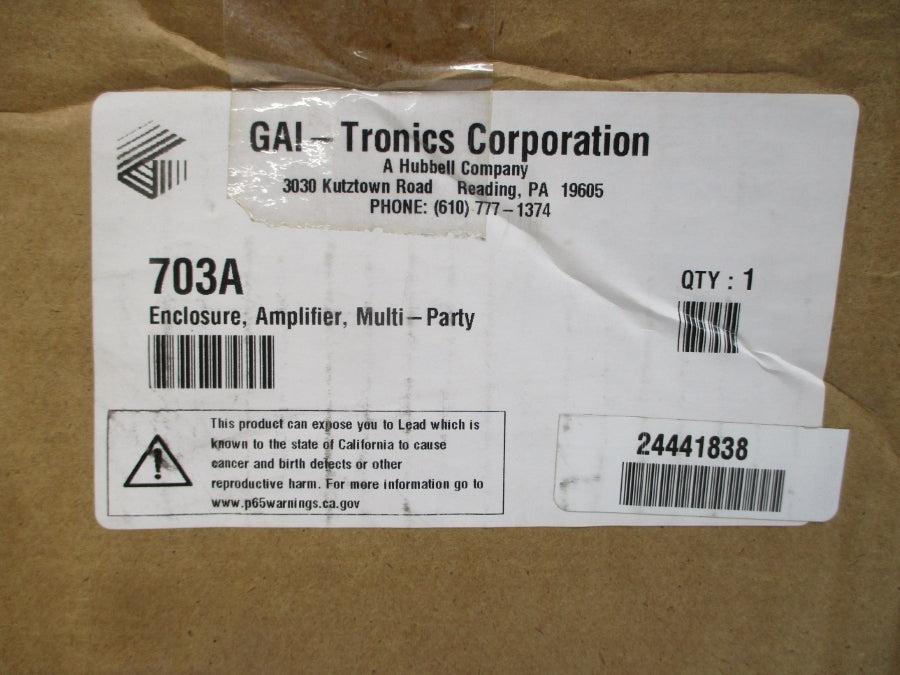 GAI-Tronics Corporation
A Hubbell Company
3030 Kutztown Road Reading, PA 19605
PHONE: (610) 777-1374
703A
Enclosure, Amplifier, Multi-Party
QTY : 1
This product can expose you to Lead which is
known to the state of California to cause
cancer and birth defects or other
reproductive harm. For more information go to
www.p65warnings.ca.gov
24441838